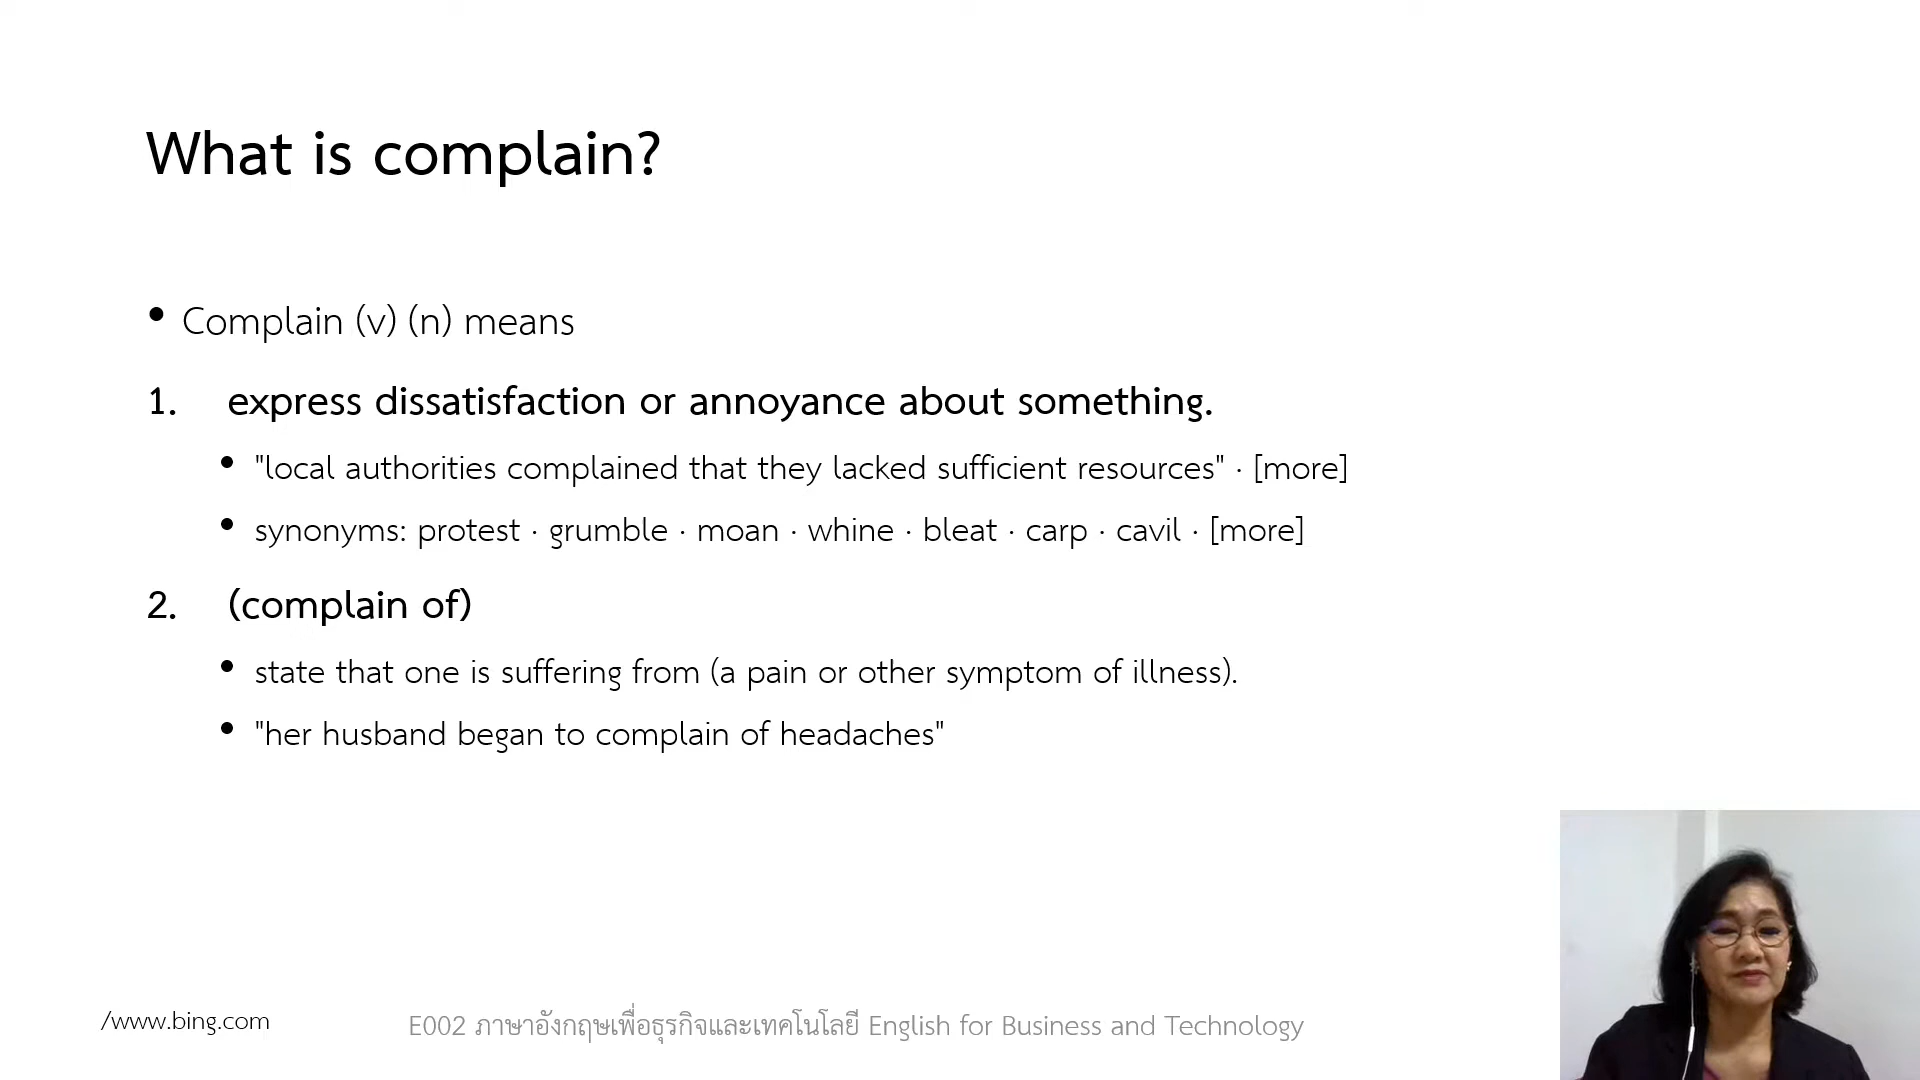 What is complain?
• Complain (v) (n) means
1. express dissatisfaction or annoyance about something.
• "local authorities complained that they lacked sufficient resources" · [more]
• synonyms: protest · grumble · moan · whine · bleat · carp · cavil · [more]
2. (complain of)
• state that one is suffering from (a pain or other symptom of illness).
• "her husband began to complain of headaches"
/www.bing.com
E002 ภาษาอังกฤษเพื่อธุรกิจและเทคโนโลยี English for Business and Technology